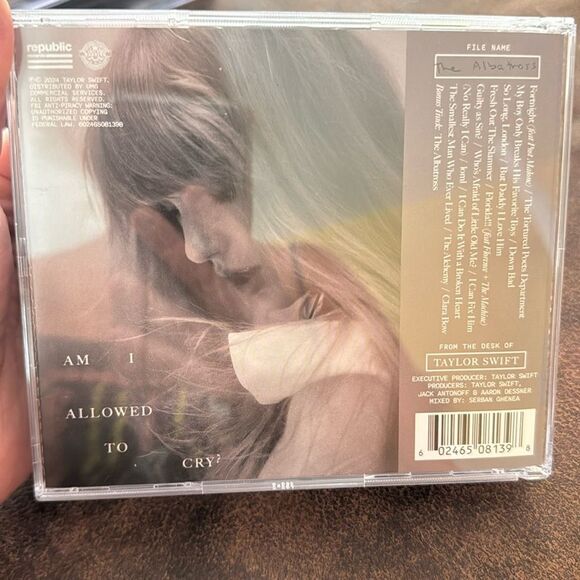 republic
℗© 2024 TAYLOR SWIFT.
DISTRIBUTED BY UMG
COMMERCIAL SERVICES.
ALL RIGHTS RESERVED.
FBI ANTI-PIRACY WARNING:
UNAUTHORIZED COPYING
IS PUNISHABLE UNDER
FEDERAL LAW. 602465081398
AM I
ALLOWED
TO
CRY?
FILE NAME
The Albatross
Fortnight (feat. Post Malone) / The Tortured Poets Department
My Boy Only Breaks His Favorite Toys / Down Bad
So Long, London / But Daddy I Love Him
Fresh Out The Slammer / Florida!!! (feat. Florence + The Machine)
Guilty as Sin? / Who's Afraid of Little Old Me? / I Can Fix Him
(No Really I Can) / loml / I Can Do It With a Broken Heart
The Smallest Man Who Ever Lived / The Alchemy / Clara Bow
Bonus Track: The Albatross
FROM THE DESK OF
TAYLOR SWIFT
EXECUTIVE PRODUCER: TAYLOR SWIFT
PRODUCERS: TAYLOR SWIFT,
JACK ANTONOFF & AARON DESSNER
MIXED BY: SERBAN GHENEA
6 02465 08139 8